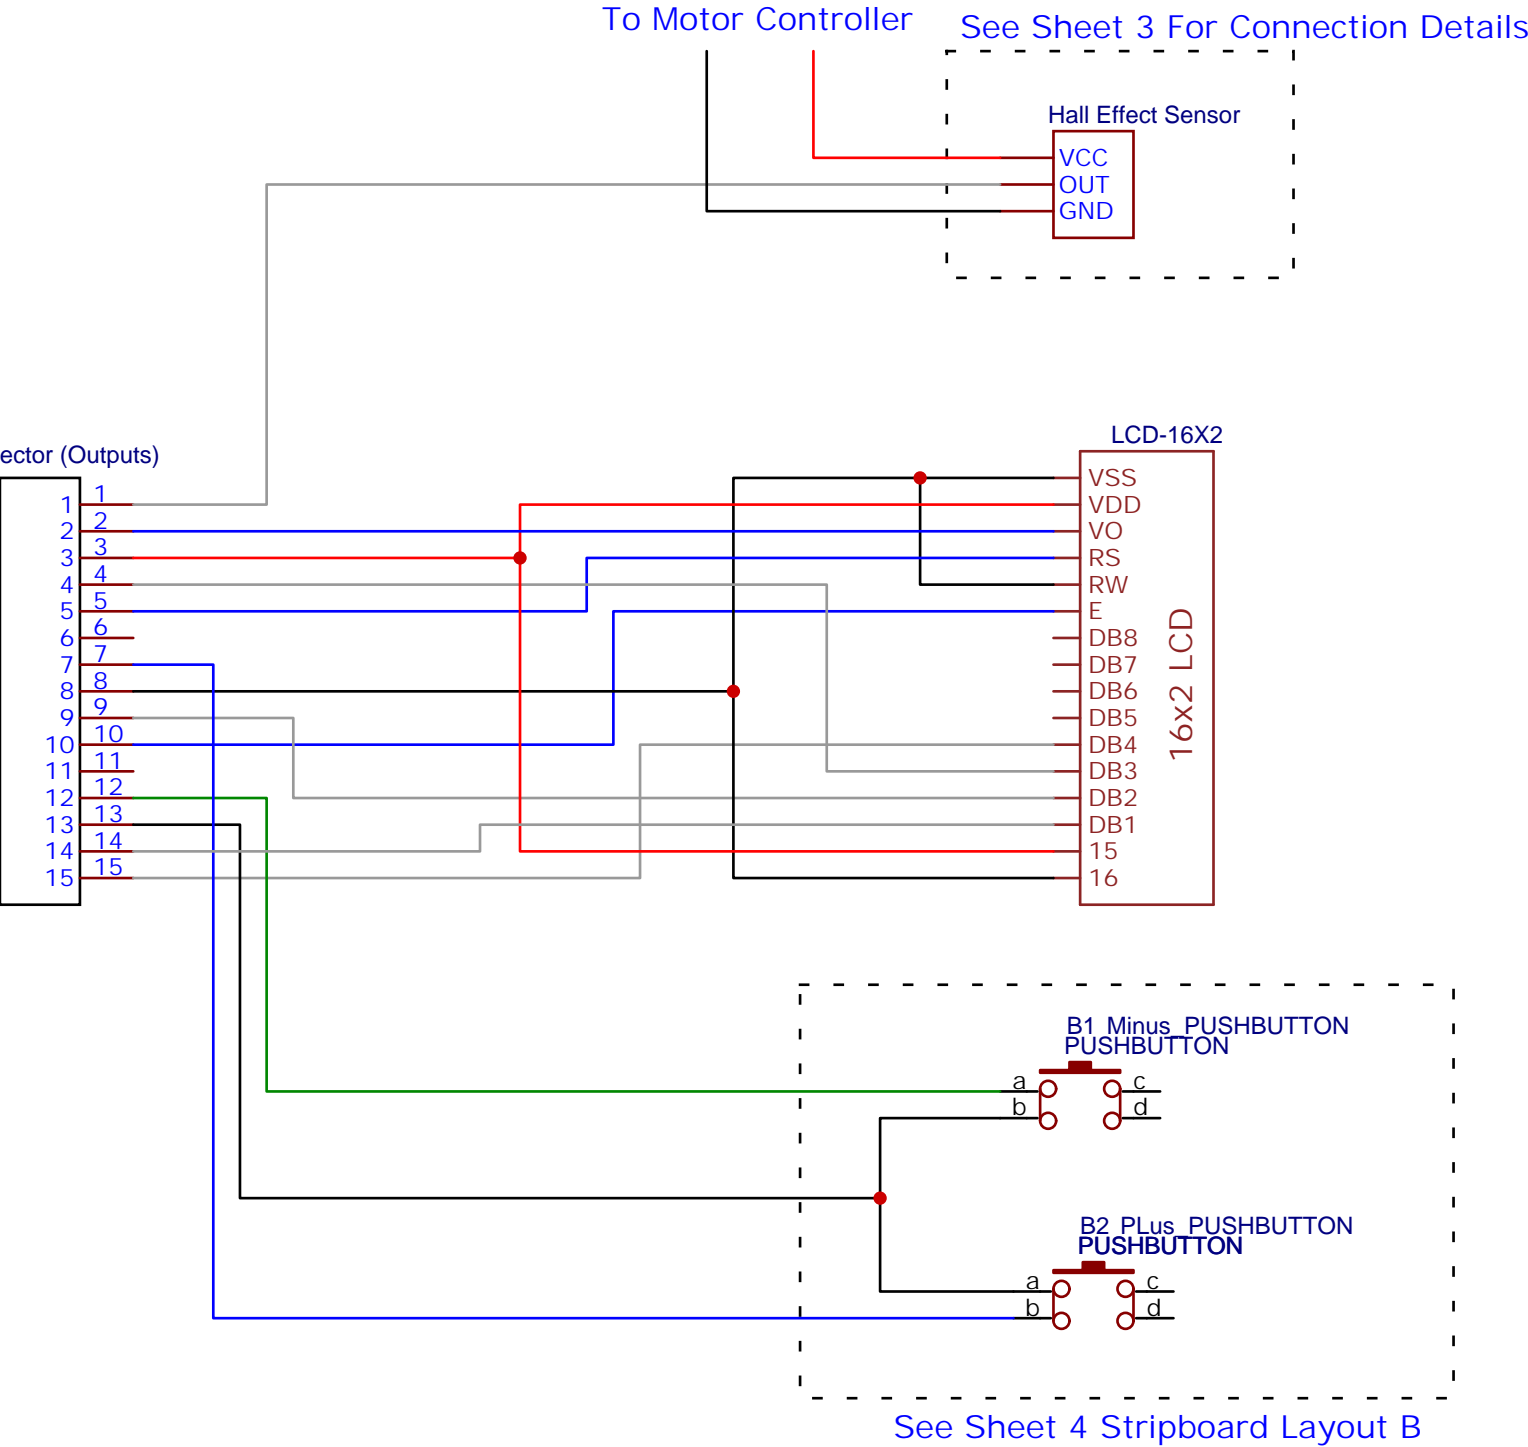 To Motor Controller
See Sheet 3 For Connection Details
Hall Effect Sensor
VCC
OUT
GND
ector (Outputs)
1 1
2 2
3 3
4 4
5 5
6 6
7 7
8 8
9 9
10 10
11 11
12 12
13 13
14 14
15 15
LCD-16X2
VSS
VDD
VO
RS
RW
E
DB8
DB7
DB6
DB5
DB4
DB3
DB2
DB1
15
16
16x2 LCD
B1_Minus_PUSHBUTTON
PUSHBUTTON
a c
b d
B2_PLus_PUSHBUTTON
PUSHBUTTON
a c
b d
See Sheet 4 Stripboard Layout B